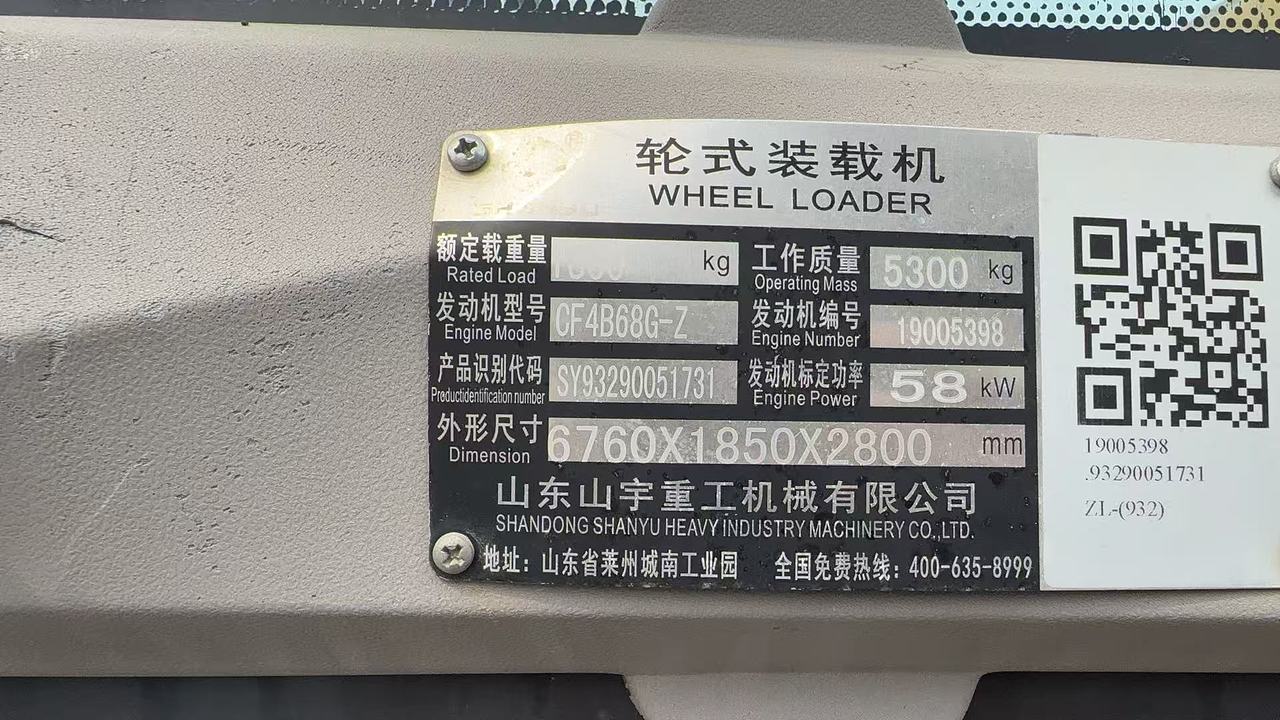 轮式装载机
WHEEL LOADER
额定载重量 kg 工作质量 5300 kg
Rated Load Operating Mass
发动机型号 CF4B68G-Z 发动机编号 19005398
Engine Model Engine Number
产品识别代码 SY93290051731 发动机标定功率 58 kW
Productidentification number Engine Power
外形尺寸 6760X1850X2800 mm
Dimension
山东山宇重工机械有限公司
SHANDONG SHANYU HEAVY INDUSTRY MACHINERY CO.,LTD.
地址：山东省莱州城南工业园 全国免费热线：400-635-8999
19005398
.93290051731
ZL-(932)